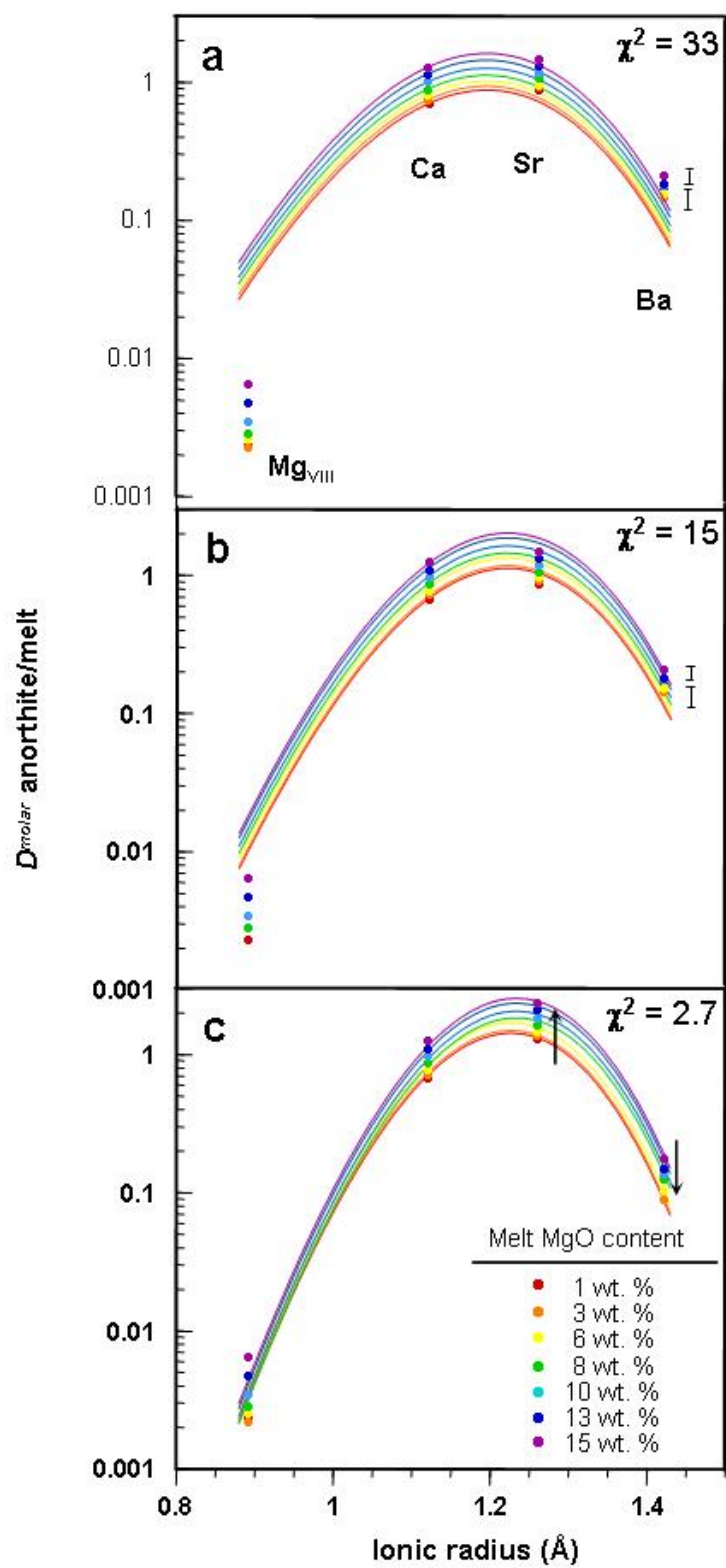 a
χ² = 33
1
Ca
Sr
0.1
Ba
0.01
Mg_VIII
0.001
b
χ² = 15
1
0.1
D^molar anorthite/melt
0.01
0.001
c
χ² = 2.7
1
0.1
Melt MgO content
1 wt. %
3 wt. %
6 wt. %
0.01
8 wt. %
10 wt. %
13 wt. %
15 wt. %
0.001
0.8 1 1.2 1.4
Ionic radius (Å)